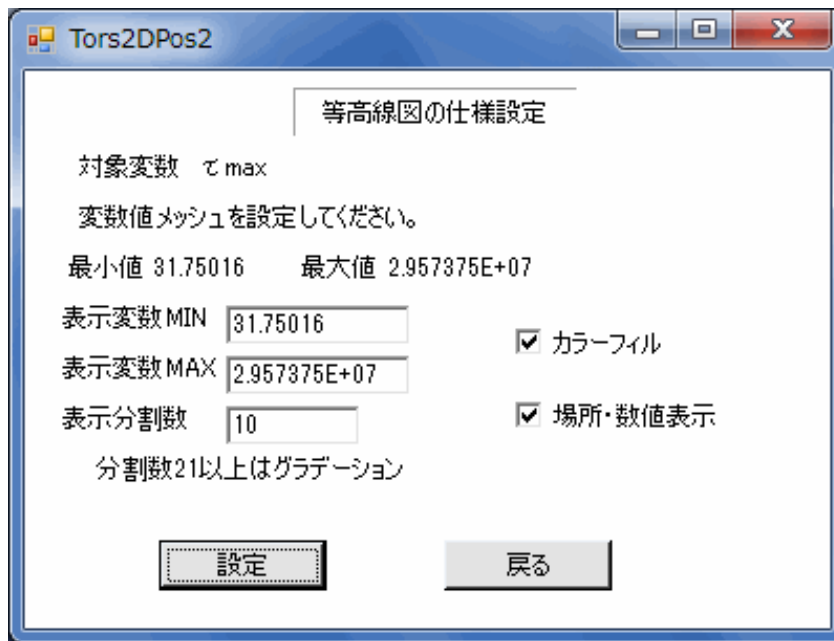 Tors2DPos2
等高線図の仕様設定
対象変数 τmax
変数値メッシュを設定してください。
最小値 31.75016 最大値 2.957375E+07
表示変数MIN 31.75016
カラーフィル
表示変数MAX 2.957375E+07
表示分割数 10
場所・数値表示
分割数21以上はグラデーション
設定 戻る